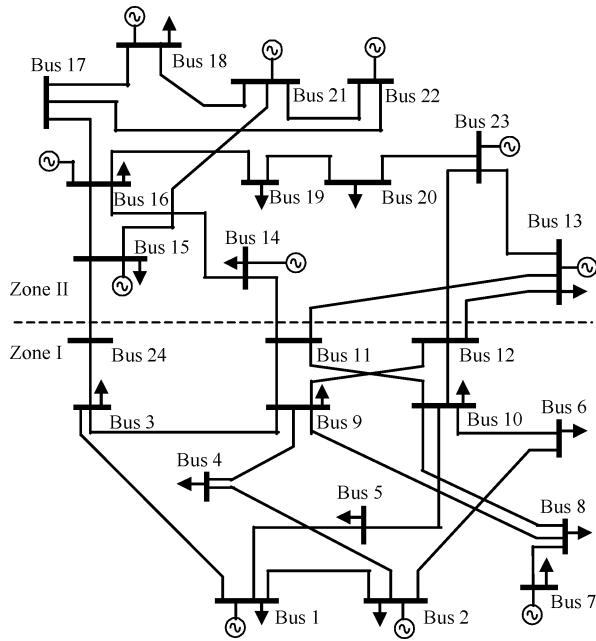 Bus 18
Bus 17
Bus 21
Bus 22
Bus 23
Bus 19
Bus 20
Bus 16
Bus 13
Bus 15
Bus 14
Zone II
Zone I
Bus 24
Bus 11
Bus 12
Bus 3
Bus 9
Bus 10
Bus 6
Bus 4
Bus 5
Bus 8
Bus 1
Bus 2
Bus 7